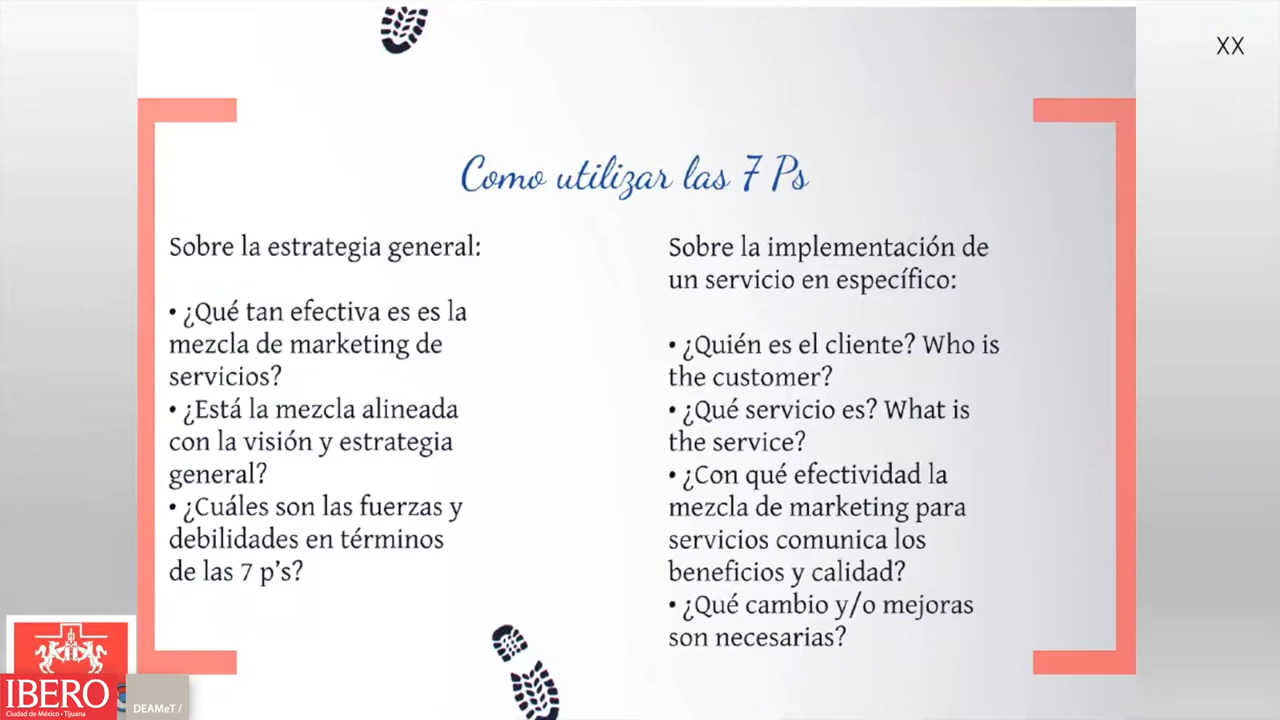 XX
Como utilizar las 7 Ps
Sobre la estrategia general:
• ¿Qué tan efectiva es es la
mezcla de marketing de
servicios?
• ¿Está la mezcla alineada
con la visión y estrategia
general?
• ¿Cuáles son las fuerzas y
debilidades en términos
de las 7 p’s?
Sobre la implementación de
un servicio en específico:
• ¿Quién es el cliente? Who is
the customer?
• ¿Qué servicio es? What is
the service?
• ¿Con qué efectividad la
mezcla de marketing para
servicios comunica los
beneficios y calidad?
• ¿Qué cambio y/o mejoras
son necesarias?
IBERO
Ciudad de México • Tijuana
DEAMeT /